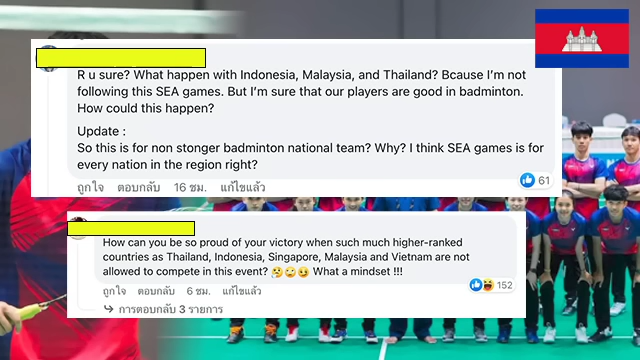 R u sure? What happen with Indonesia, Malaysia, and Thailand? Bcause I'm not
following this SEA games. But I'm sure that our players are good in badminton.
How could this happen?
Update :
So this is for non stonger badminton national team? Why? I think SEA games is for
every nation in the region right?
ถูกใจ ตอบกลับ 16 ชม. แก้ไขแล้ว
61
How can you be so proud of your victory when such much higher-ranked
countries as Thailand, Indonesia, Singapore, Malaysia and Vietnam are not
allowed to compete in this event? 🤔🙄😏 What a mindset !!!
ถูกใจ ตอบกลับ 6 ชม. แก้ไขแล้ว
152
การตอบกลับ 3 รายการ